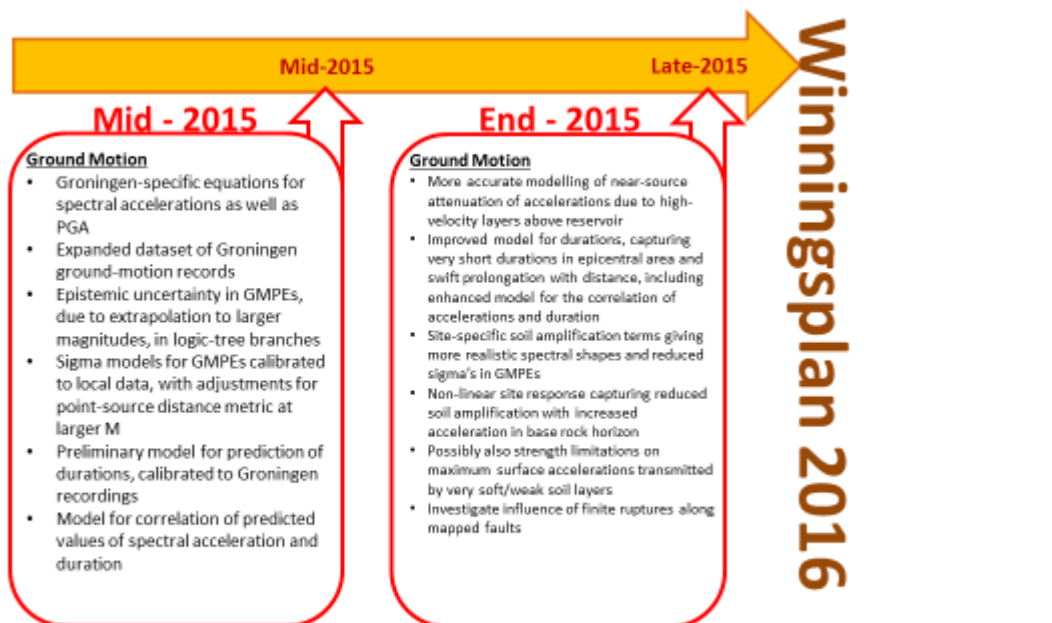 Mid-2015
Late-2015
Mid - 2015
Ground Motion
• Groningen-specific equations for
spectral accelerations as well as
PGA
• Expanded dataset of Groningen
ground-motion records
• Epistemic uncertainty in GMPEs,
due to extrapolation to larger
magnitudes, in logic-tree branches
• Sigma models for GMPEs calibrated
to local data, with adjustments for
point-source distance metric at
larger M
• Preliminary model for prediction of
durations, calibrated to Groningen
recordings
• Model for correlation of predicted
values of spectral acceleration and
duration
End - 2015
Ground Motion
• More accurate modelling of near-source
attenuation of accelerations due to high-
velocity layers above reservoir
• Improved model for durations, capturing
very short durations in epicentral area and
swift prolongation with distance, including
enhanced model for the correlation of
accelerations and duration
• Site-specific soil amplification terms giving
more realistic spectral shapes and reduced
sigma's in GMPEs
• Non-linear site response capturing reduced
soil amplification with increased
acceleration in base rock horizon
• Possibly also strength limitations on
maximum surface accelerations transmitted
by very soft/weak soil layers
• Investigate influence of finite ruptures along
mapped faults
Winningsplan 2016